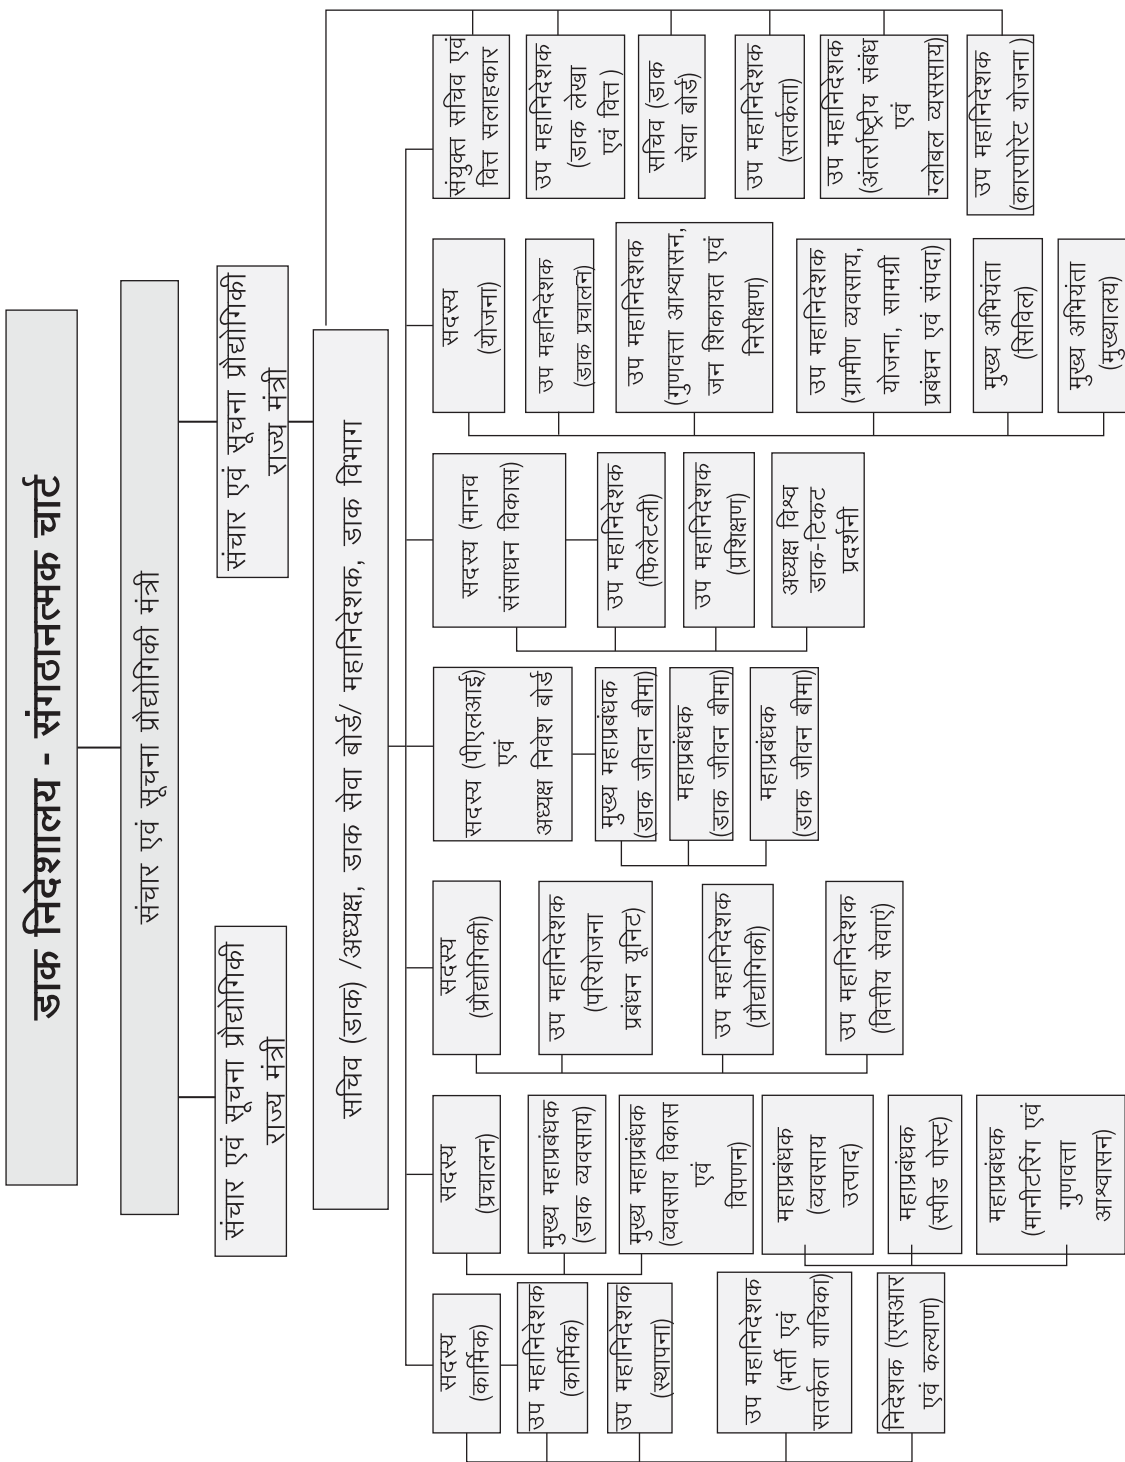 डाक निदेशालय - संगठानत्मक चार्ट
संचार एवं सूचना प्रौद्योगिकी मंत्री
संचार एवं सूचना प्रौद्योगिकी
राज्य मंत्री
संचार एवं सूचना प्रौद्योगिकी
राज्य मंत्री
सचिव (डाक) /अध्यक्ष, डाक सेवा बोर्ड/ महानिदेशक, डाक विभाग
सदस्य
(कार्मिक)
उप महानिदेशक
(कार्मिक)
उप महानिदेशक
(स्थापना)
उप महानिदेशक
(भर्ती एवं
सतर्कता याचिका)
निदेशक (एसआर
एवं कल्याण)
सदस्य
(प्रचालन)
मुख्य महाप्रबंधक
(डाक व्यवसाय)
मुख्य महाप्रबंधक
(व्यवसाय विकास
एवं
विपणन)
महाप्रबंधक
(व्यवसाय
उत्पाद)
महाप्रबंधक
(स्पीड पोस्ट)
महाप्रबंधक
(मानीटरिंग एवं
गुणवत्ता
आश्वासन)
सदस्य
(प्रौद्योगिकी)
उप महानिदेशक
(परियोजना
प्रबंधन यूनिट)
उप महानिदेशक
(प्रोद्योगिकी)
उप महानिदेशक
(वित्तीय सेवाएं)
सदस्य (पीएलआई)
एवं
अध्यक्ष निवेश बोर्ड
मुख्य महाप्रबंधक
(डाक जीवन बीमा)
महाप्रबंधक
(डाक जीवन बीमा)
महाप्रबंधक
(डाक जीवन बीमा)
सदस्य (मानव
संसाधन विकास)
उप महानिदेशक
(फिलैटली)
उप महानिदेशक
(प्रशिक्षण)
अध्यक्ष विश्व
डाक-टिकट
प्रदर्शनी
सदस्य
(योजना)
उप महानिदेशक
(डाक प्रचालन)
उप महानिदेशक
(गुणवत्ता आश्वासन,
जन शिकायत एवं
निरीक्षण)
उप महानिदेशक
(ग्रामीण व्यवसाय,
योजना, सामग्री
प्रबंधन एवं संपदा)
मुख्य अभियंता
(सिविल)
मुख्य अभियंता
(मुख्यालय)
संयुक्त सचिव एवं
वित्त सलाहकार
उप महानिदेशक
(डाक लेखा
एवं वित्त )
सचिव (डाक
सेवा बोर्ड)
उप महानिदेशक
(सतर्कता)
उप महानिदेशक
(अंतर्राष्ट्रीय संबंध
एवं
ग्लोबल व्यससाय)
उप महानिदेशक
(कारपोरेट योजना )